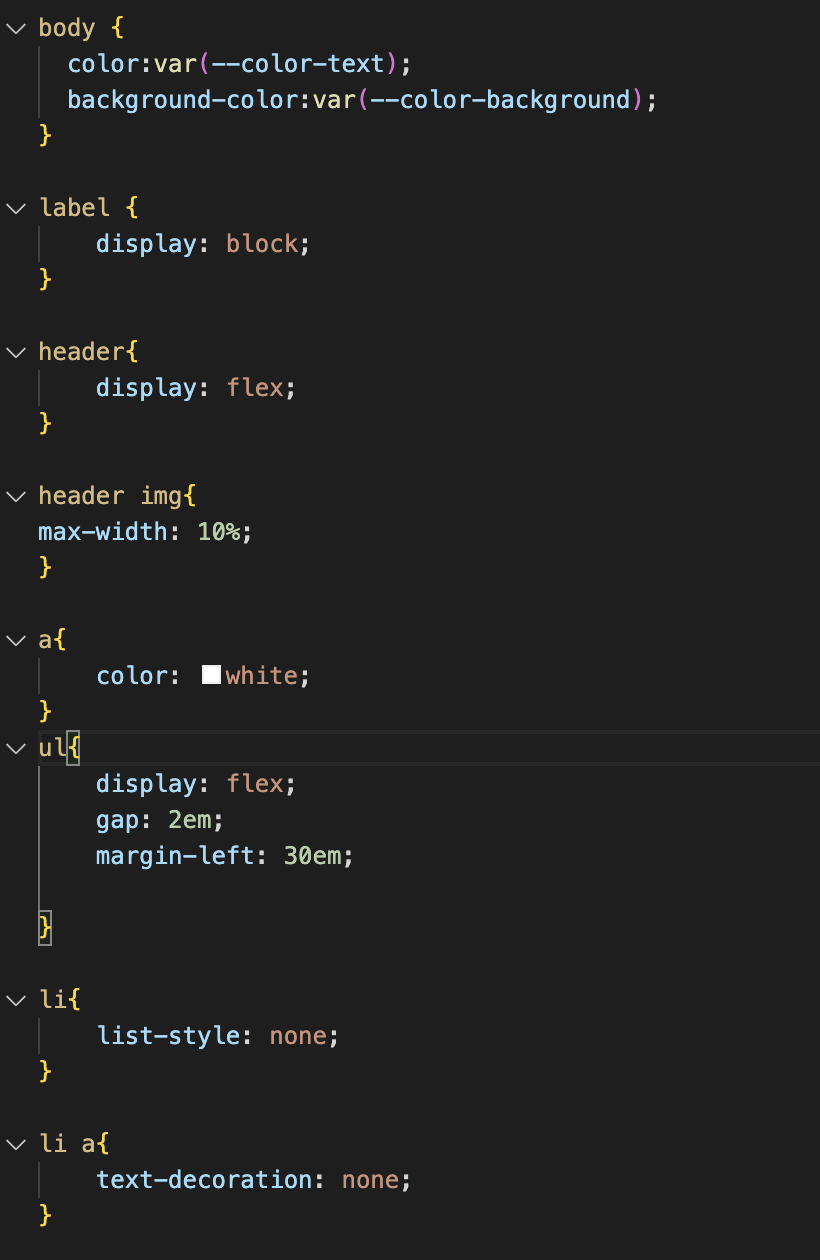 body {
  color:var(--color-text);
  background-color:var(--color-background);
}

label {
    display: block;
}

header{
    display: flex;
}

header img{
max-width: 10%;
}

a{
    color: white;
}
ul{
    display: flex;
    gap: 2em;
    margin-left: 30em;

}

li{
    list-style: none;
}

li a{
    text-decoration: none;
}